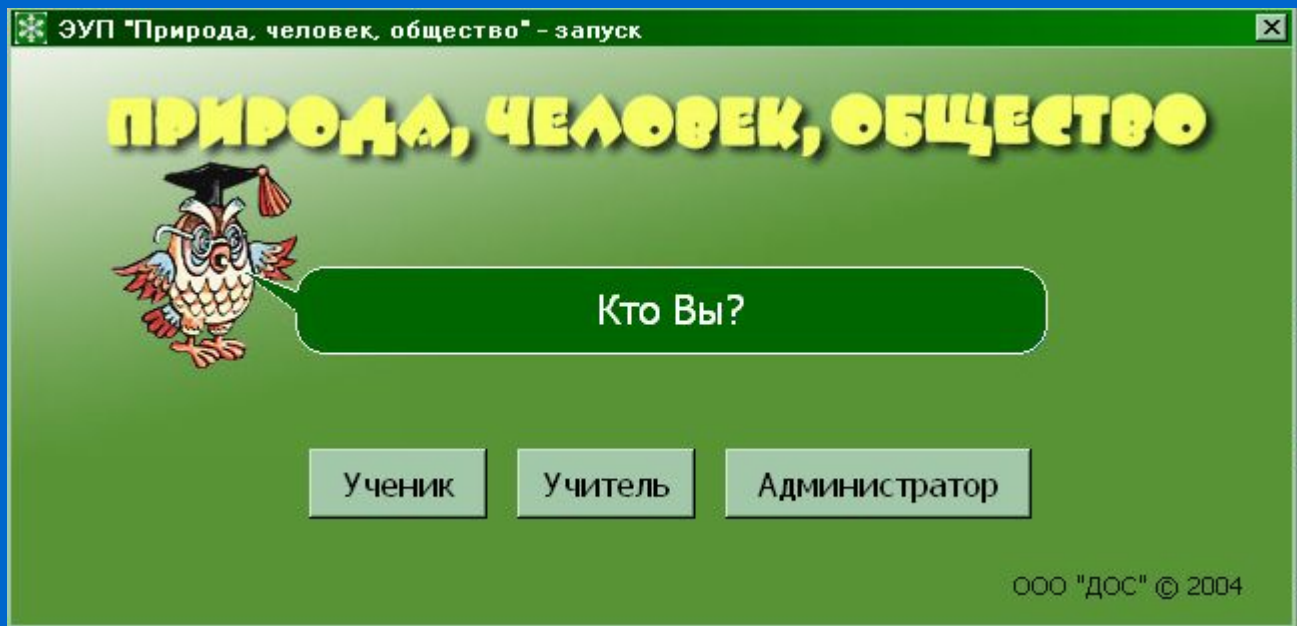 ЭУП "Природа, человек, общество" - запуск
ПРИРОДА, ЧЕЛОВЕК, ОБЩЕСТВО
Кто Вы?
Ученик Учитель Администратор
ООО "ДОС" © 2004